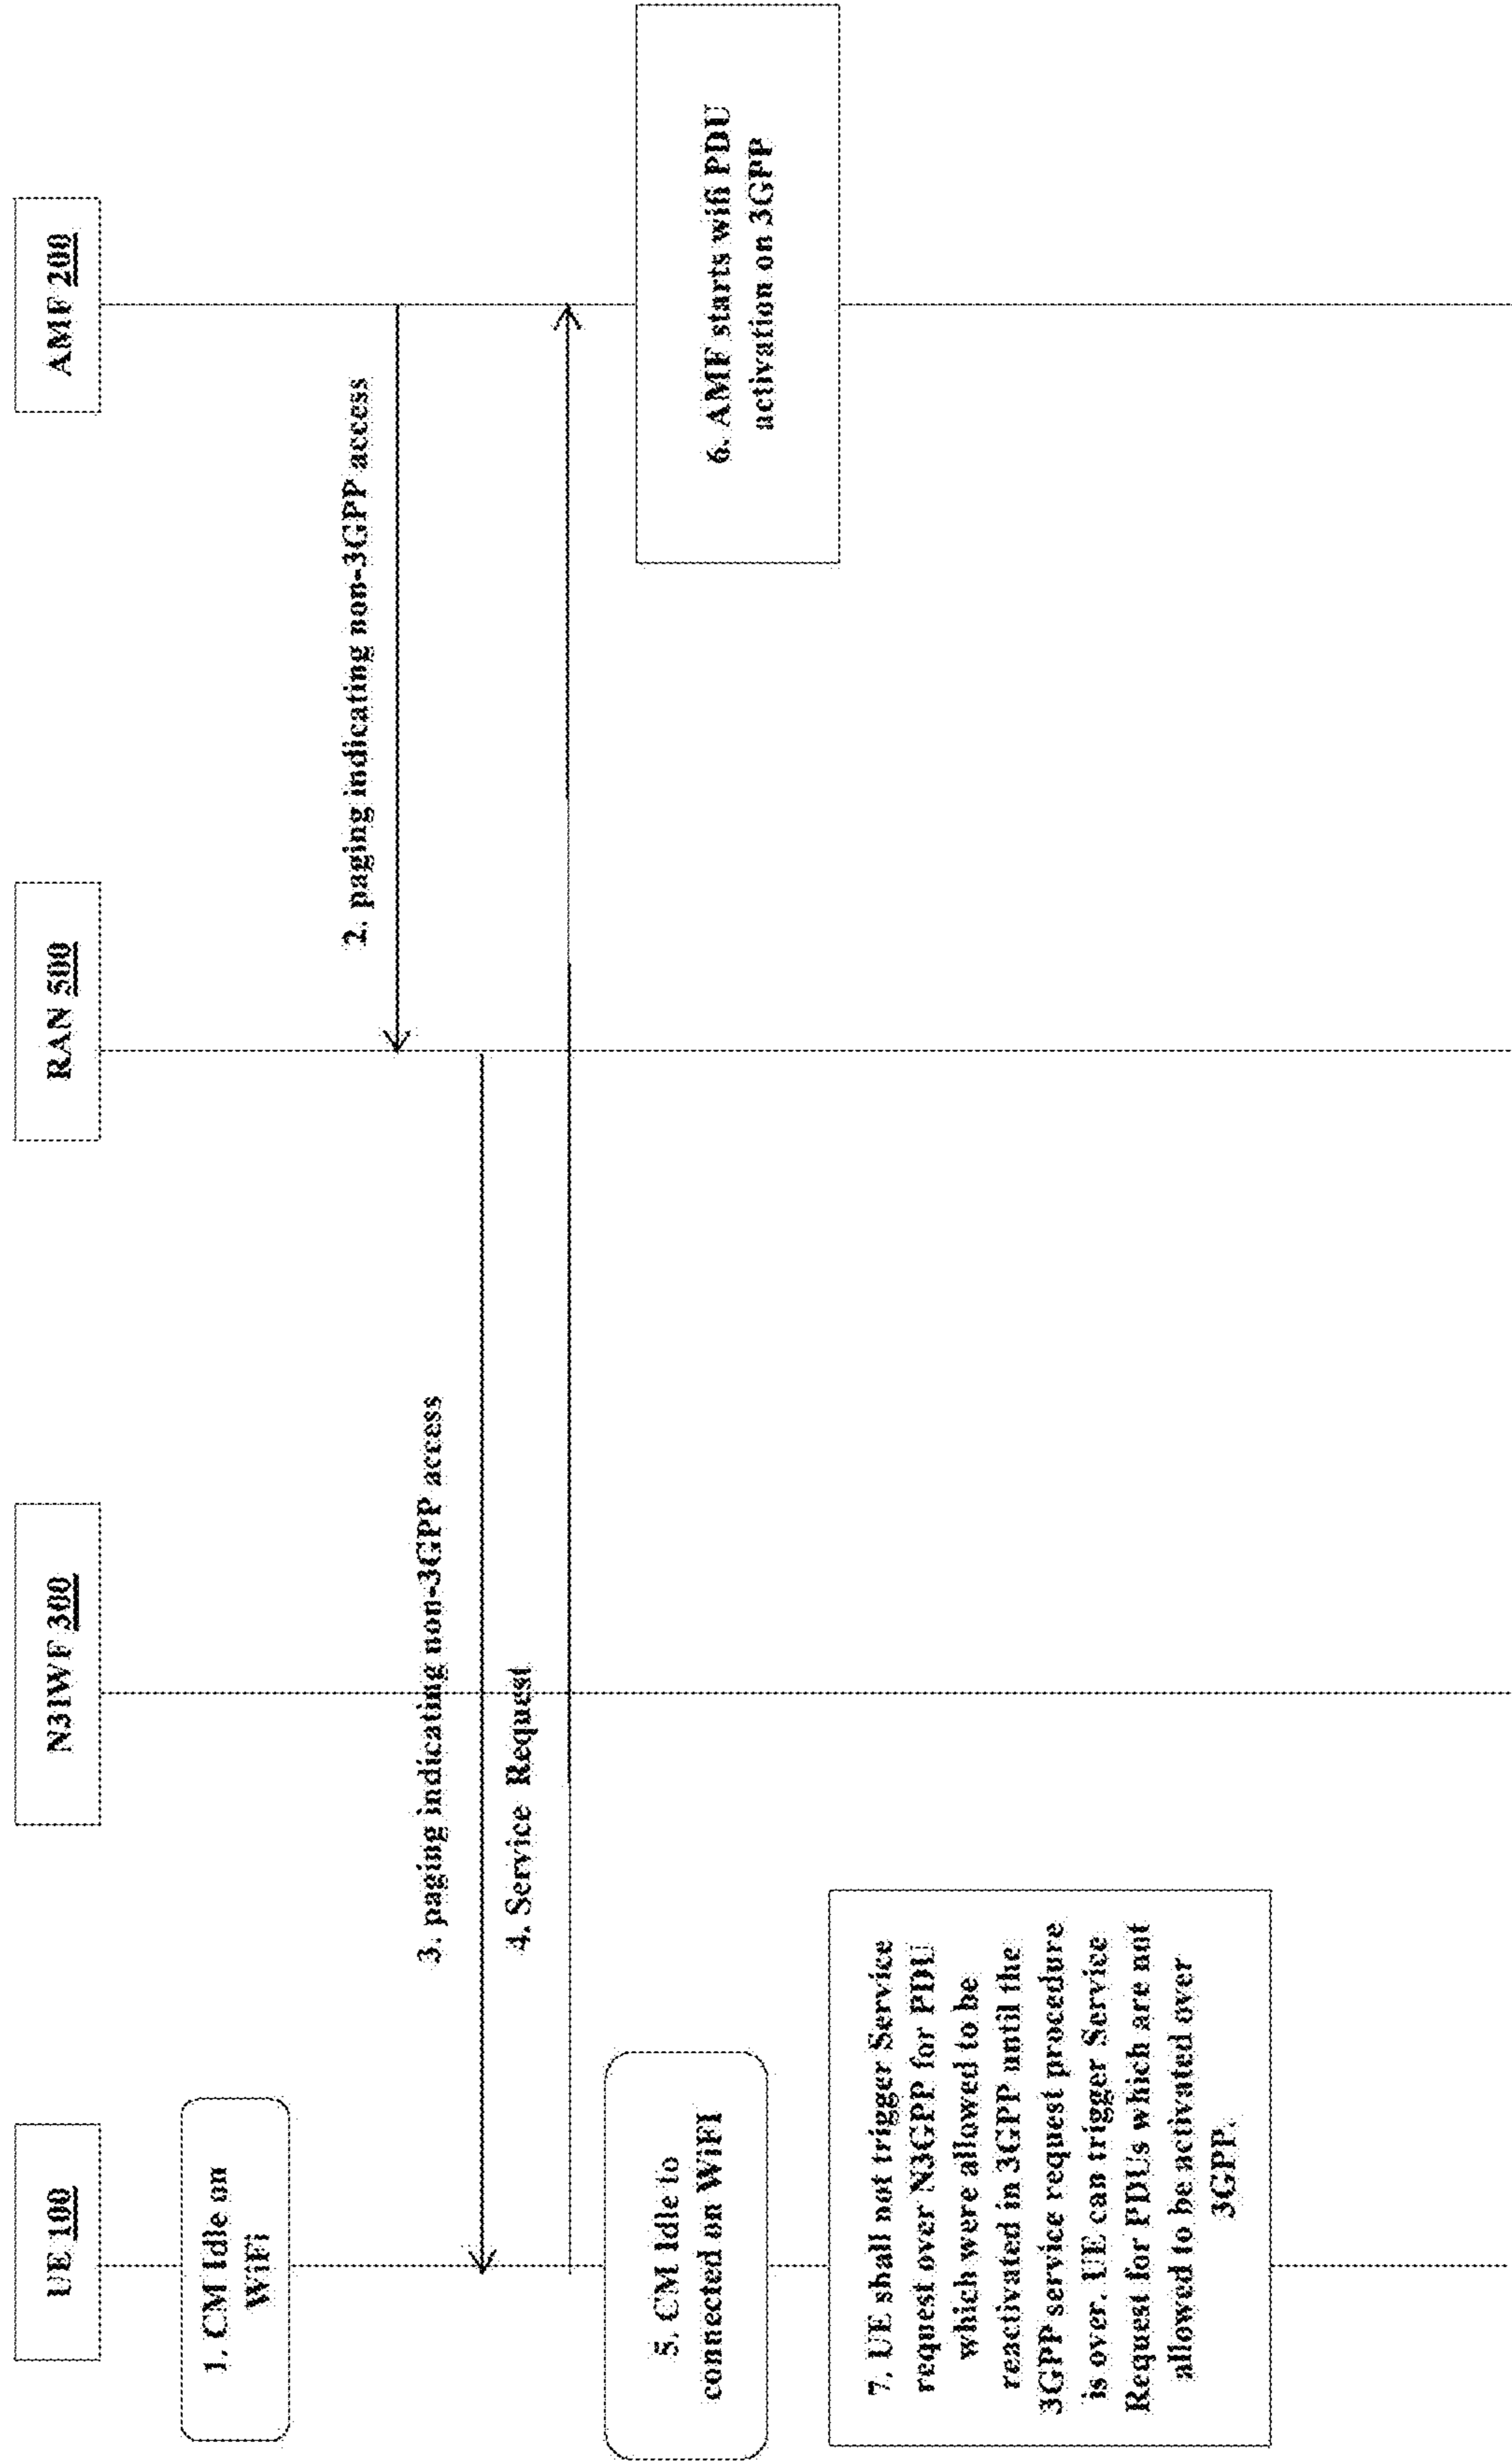 UE 100
N3IWF 300
RAN 500
AMF 200
1. CM Idle on
WiFi
2. paging indicating non-3GPP access
3. paging indicating non-3GPP access
4. Service Request
5. CM Idle to
connected on WiFI
6. AMF starts wifi PDU
activation on 3GPP
7. UE shall not trigger Service
request over N3GPP for PDU
which were allowed to be
reactivated in 3GPP until the
3GPP service request procedure
is over. UE can trigger Service
Request for PDUs which are not
allowed to be activated over
3GPP.